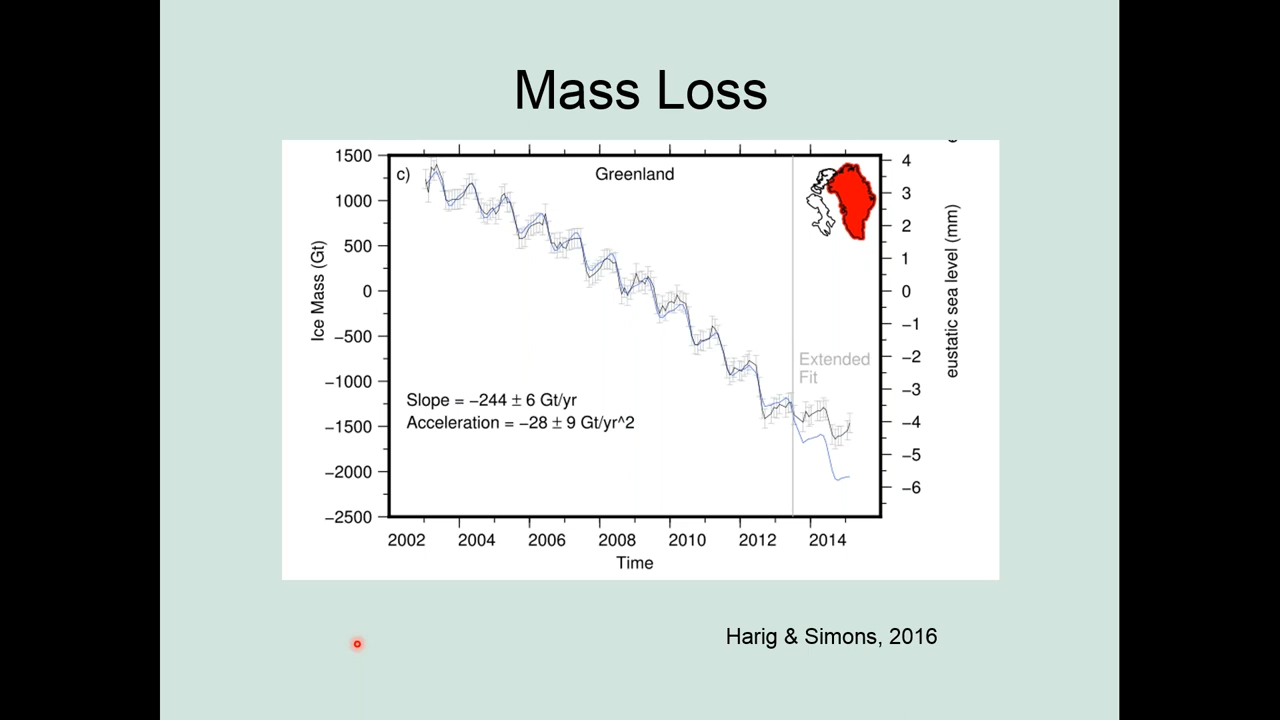 Mass Loss
c)
Greenland
1500
1000
500
0
−500
−1000
−1500
−2000
−2500
Ice Mass (Gt)
4
3
2
1
0
−1
−2
−3
−4
−5
−6
eustatic sea level (mm)
Extended
Fit
Slope = −244 ± 6 Gt/yr
Acceleration = −28 ± 9 Gt/yr^2
2002 2004 2006 2008 2010 2012 2014
Time
Harig & Simons, 2016